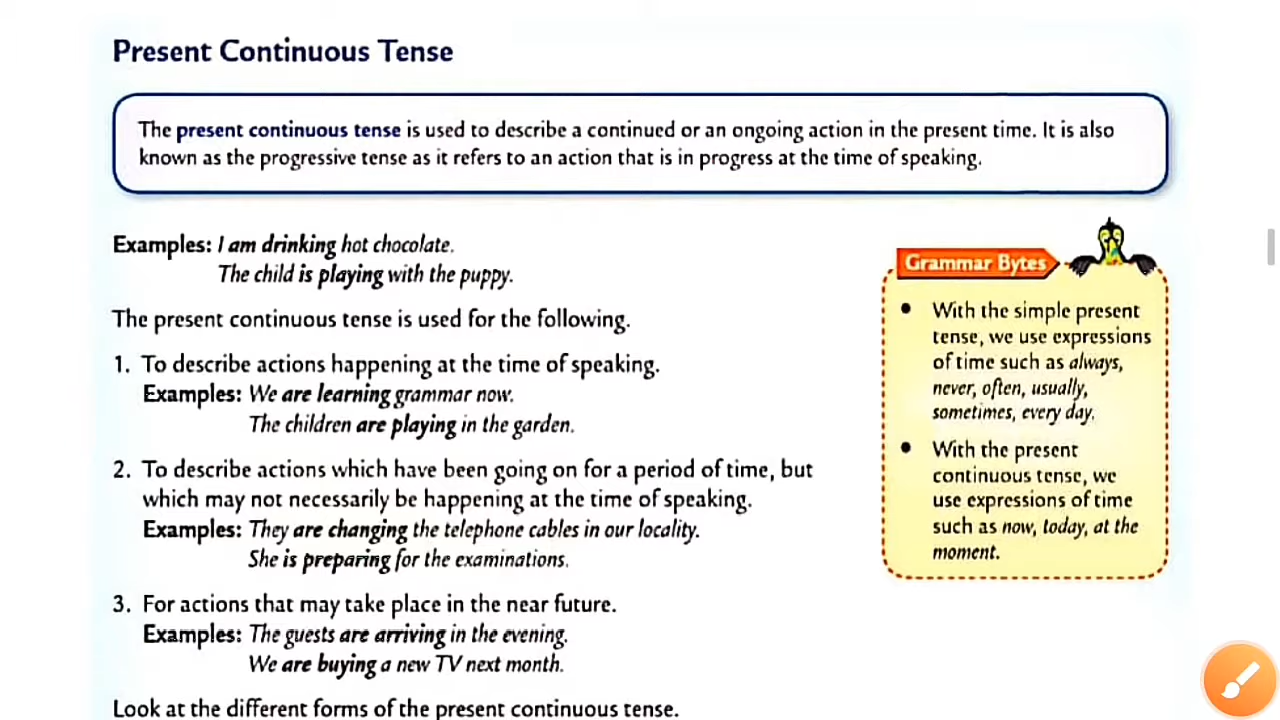 Present Continuous Tense
The present continuous tense is used to describe a continued or an ongoing action in the present time. It is also
known as the progressive tense as it refers to an action that is in progress at the time of speaking.
Examples: I am drinking hot chocolate.
The child is playing with the puppy.
The present continuous tense is used for the following.
1. To describe actions happening at the time of speaking.
Examples: We are learning grammar now.
The children are playing in the garden.
2. To describe actions which have been going on for a period of time, but
which may not necessarily be happening at the time of speaking.
Examples: They are changing the telephone cables in our locality.
She is preparing for the examinations.
3. For actions that may take place in the near future.
Examples: The guests are arriving in the evening.
We are buying a new TV next month.
Look at the different forms of the present continuous tense.
Grammar Bytes
• With the simple present
tense, we use expressions
of time such as always,
never, often, usually,
sometimes, every day.
• With the present
continuous tense, we
use expressions of time
such as now, today, at the
moment.